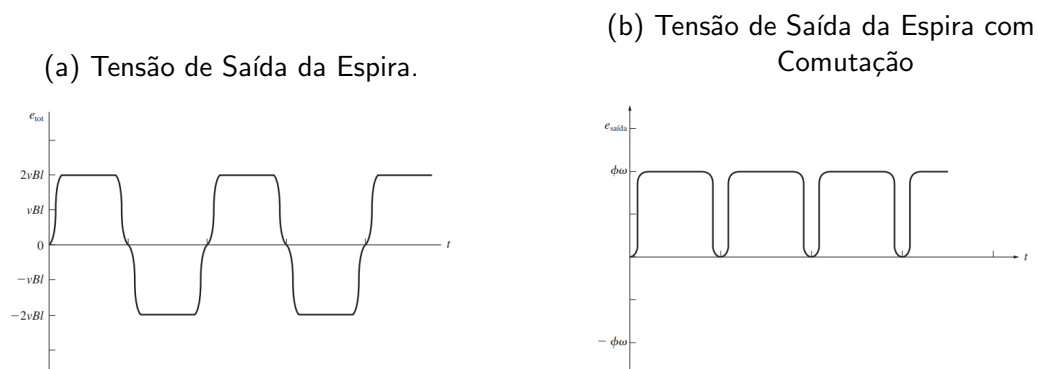 (a) Tensão de Saída da Espira.
(b) Tensão de Saída da Espira com
Comutação
e_tot
2vBl
vBl
0
t
−vBl
−2vBl
e_saída
ϕω
t
− ϕω